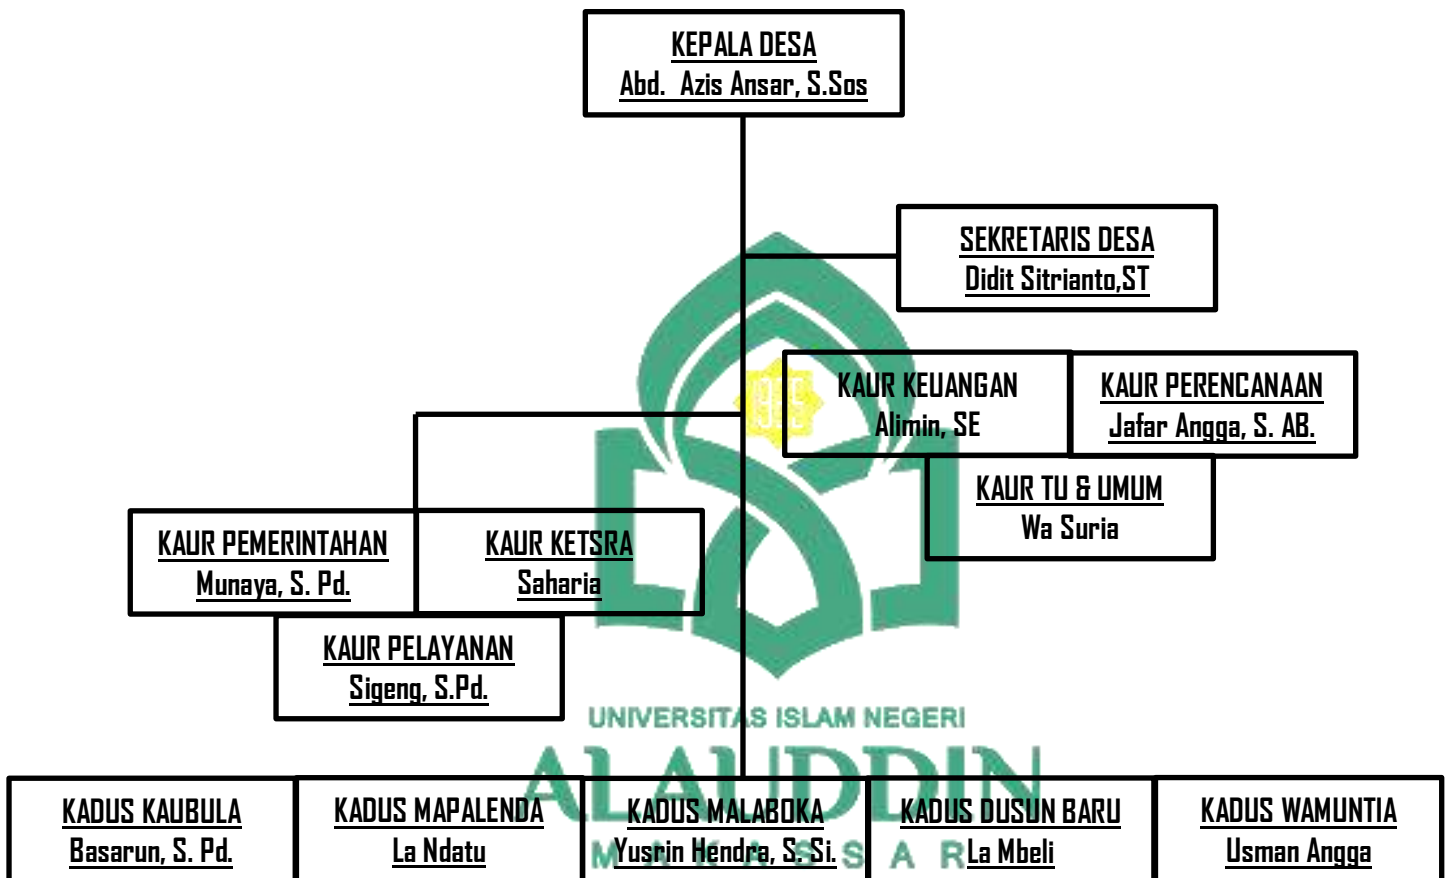 KEPALA DESA
Abd. Azis Ansar, S.Sos
SEKRETARIS DESA
Didit Sitrianto,ST
KAUR KEUANGAN
Alimin, SE
KAUR PERENCANAAN
Jafar Angga, S. AB.
KAUR TU & UMUM
Wa Suria
KAUR PEMERINTAHAN
Munaya, S. Pd.
KAUR KETSRA
Saharia
KAUR PELAYANAN
Sigeng, S.Pd.
1965
UNIVERSITAS ISLAM NEGERI
ALAUDDIN
MAKASSAR
KADUS KAUBULA
Basarun, S. Pd.
KADUS MAPALENDA
La Ndatu
KADUS MALABOKA
Yusrin Hendra, S. Si.
KADUS DUSUN BARU
La Mbeli
KADUS WAMUNTIA
Usman Angga